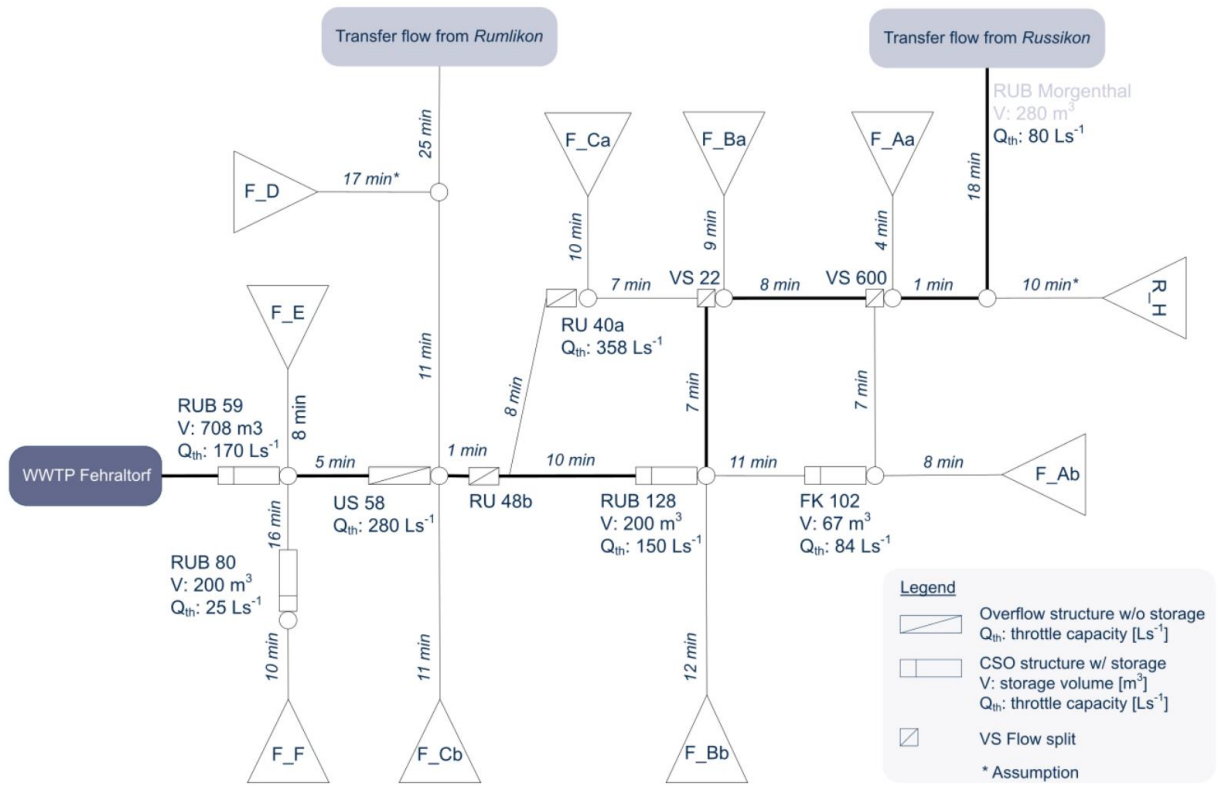 Transfer flow from Rumlikon
Transfer flow from Russikon
RUB Morgenthal
V: 280 m³
Qth: 80 Ls⁻¹
25 min
18 min
F_Ca
F_Ba
F_Aa
F_D
17 min*
10 min
9 min
4 min
VS 22
VS 600
7 min
8 min
1 min
10 min*
R_H
RU 40a
Qth: 358 Ls⁻¹
F_E
11 min
8 min
7 min
7 min
RUB 59
V: 708 m3
Qth: 170 Ls⁻¹
8 min
WWTP Fehraltorf
5 min
1 min
10 min
11 min
8 min
F_Ab
US 58
Qth: 280 Ls⁻¹
RU 48b
RUB 128
V: 200 m³
Qth: 150 Ls⁻¹
FK 102
V: 67 m³
Qth: 84 Ls⁻¹
16 min
RUB 80
V: 200 m³
Qth: 25 Ls⁻¹
10 min
11 min
12 min
F_F
F_Cb
F_Bb
Legend
Overflow structure w/o storage
Qth: throttle capacity [Ls⁻¹]
CSO structure w/ storage
V: storage volume [m³]
Qth: throttle capacity [Ls⁻¹]
VS Flow split
* Assumption